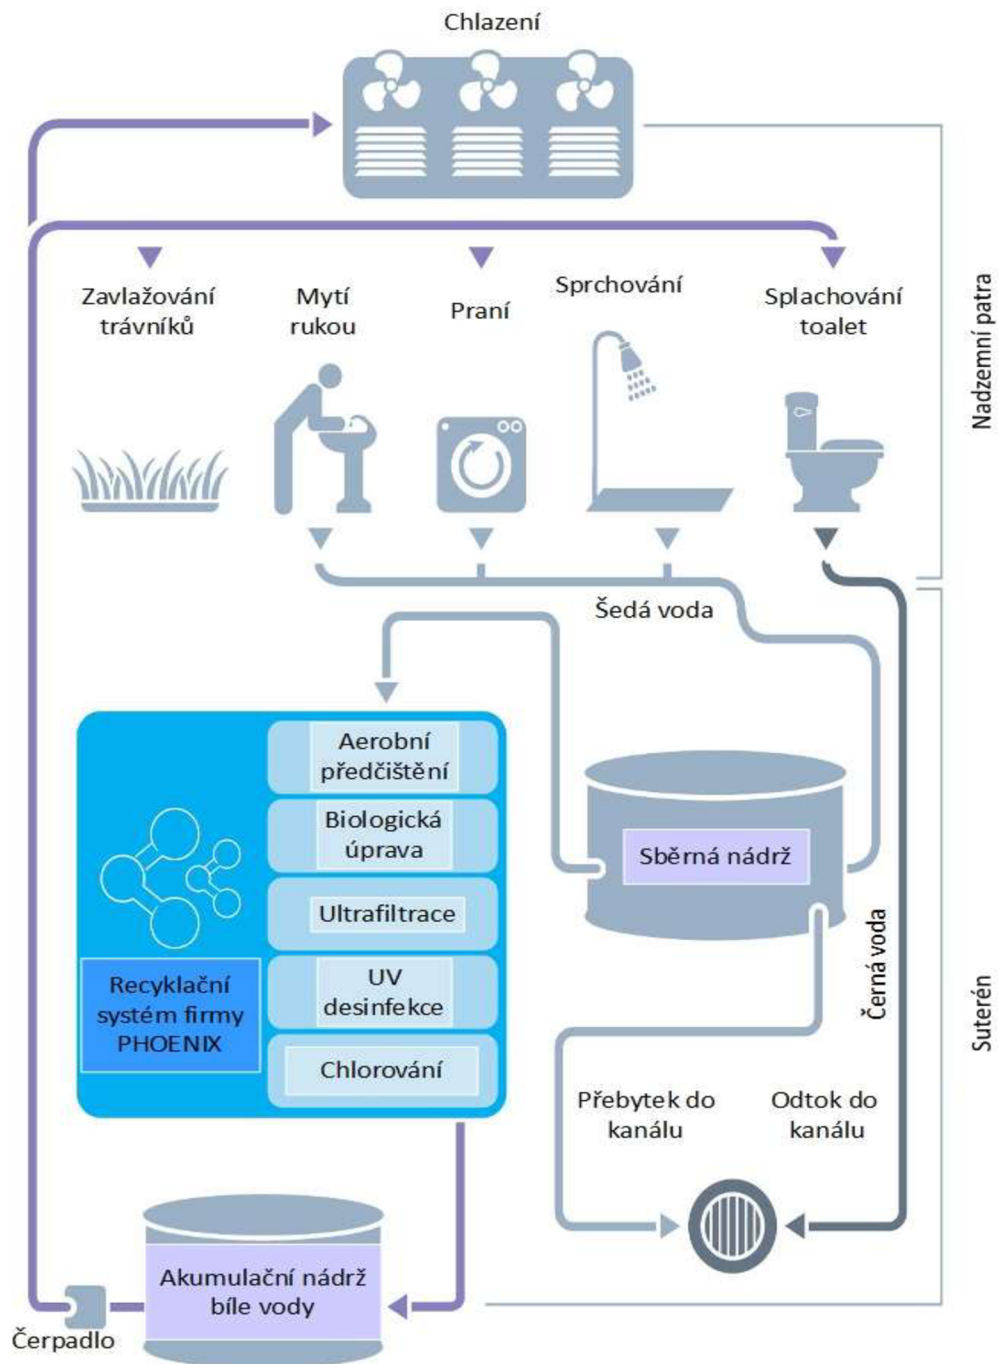 Chlazení
Zavlažování
trávníků
Mytí
rukou
Praní
Sprchování
Splachování
toalet
Nadzemní patra
Šedá voda
Aerobní
předčištění
Biologická
úprava
Ultrafiltrace
UV
desinfekce
Chlorování
Recyklační
systém firmy
PHOENIX
Sběrná nádrž
Černá voda
Suterén
Přebytek do
kanálu
Odtok do
kanálu
Akumulační nádrž
bíle vody
Čerpadlo